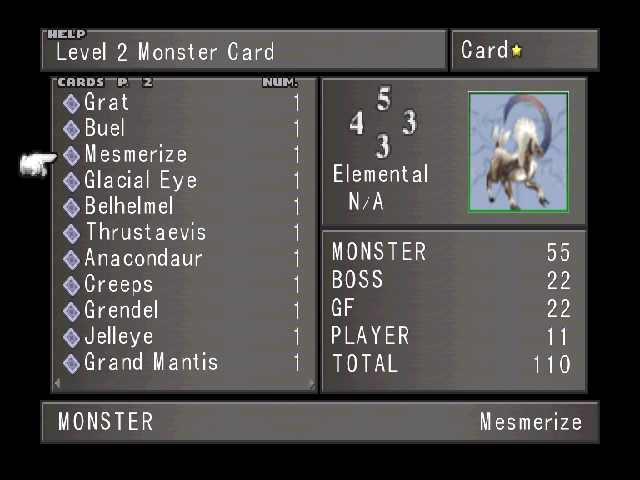 HELP
Level 2 Monster Card
Card
CARDS P. 2 NUM.
Grat 1
Buel 1
Mesmerize 1
Glacial Eye 1
Belhelmel 1
Thrustaevis 1
Anacondaur 1
Creeps 1
Grendel 1
Jelleye 1
Grand Mantis 1
5
4 3
3
Elemental
N/A
MONSTER 55
BOSS 22
GF 22
PLAYER 11
TOTAL 110
MONSTER Mesmerize